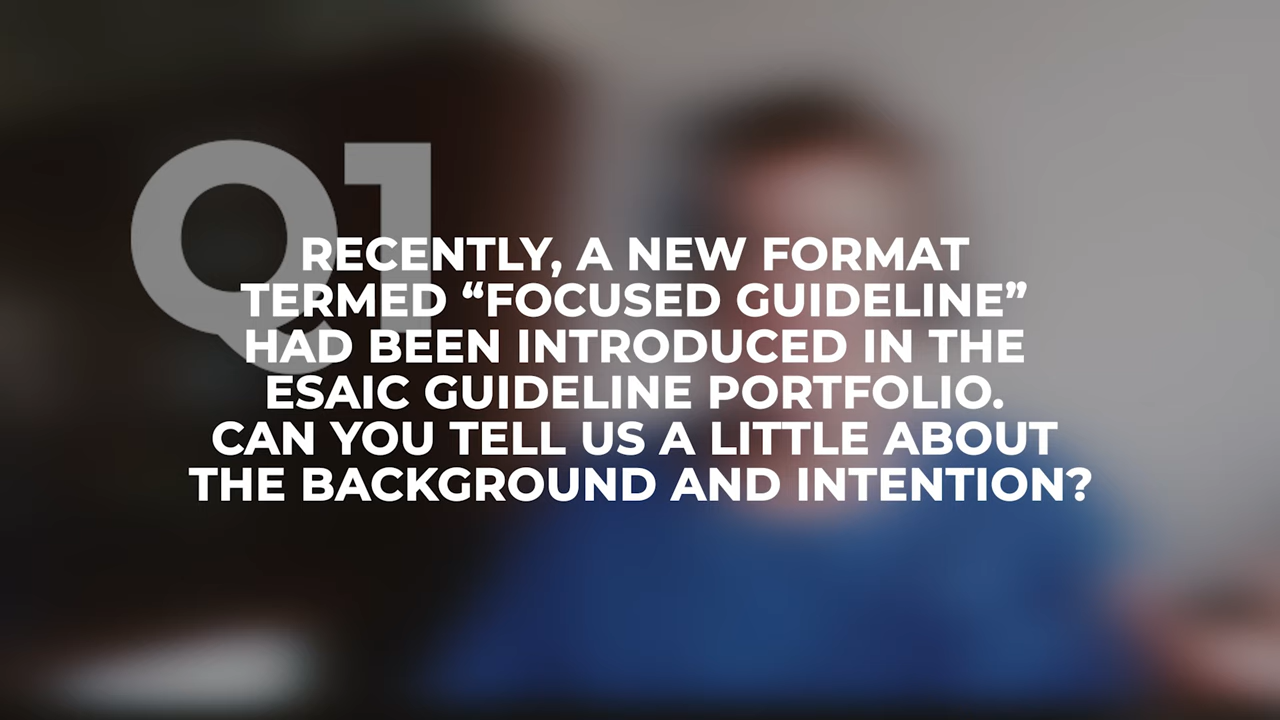 Q1
RECENTLY, A NEW FORMAT
TERMED “FOCUSED GUIDELINE”
HAD BEEN INTRODUCED IN THE
ESAIC GUIDELINE PORTFOLIO.
CAN YOU TELL US A LITTLE ABOUT
THE BACKGROUND AND INTENTION?